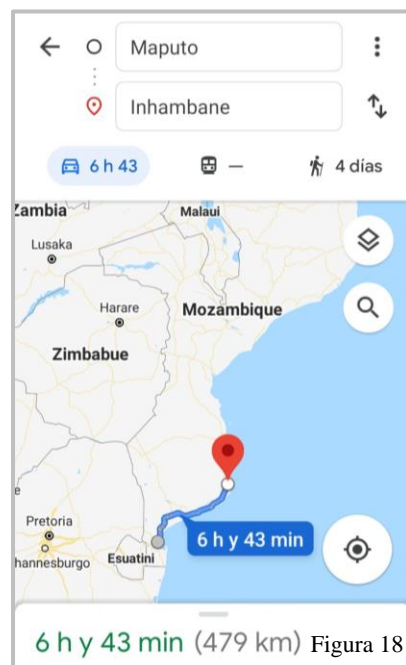 Maputo
Inhambane
6 h 43
—
4 días
Zambia
Malaui
Lusaka
Harare
Mozambique
Zimbabue
Pretoria
hannesburgo
Esuatini
6 h y 43 min
6 h y 43 min (479 km) Figura 18